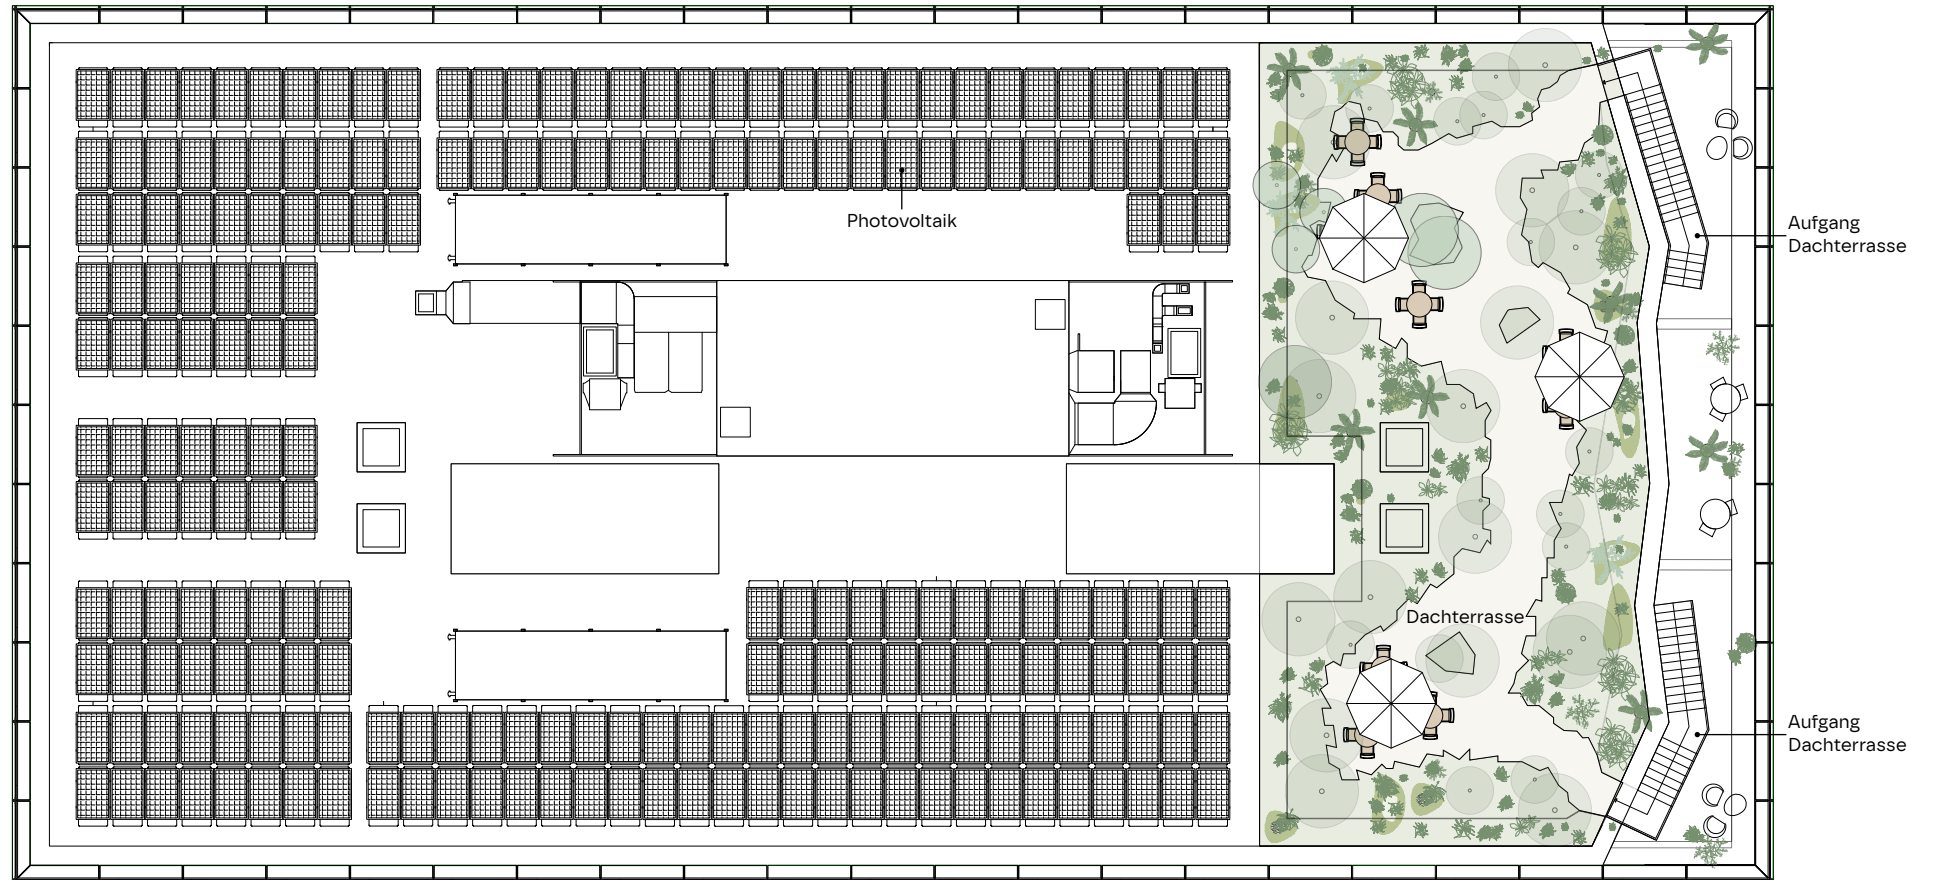 Photovoltaik
Aufgang
Dachterrasse
Dachterrasse
Aufgang
Dachterrasse